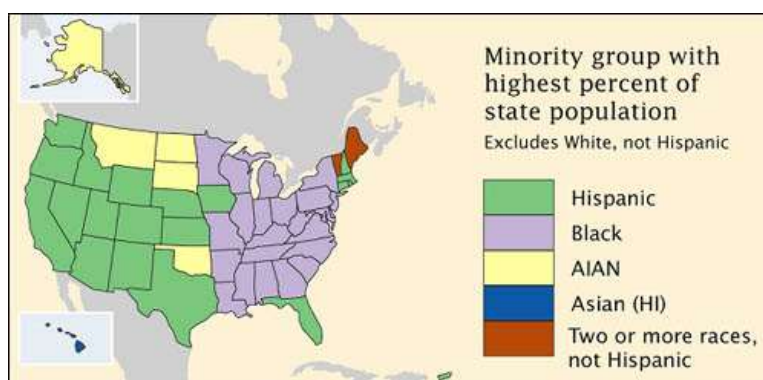 Minority group with
highest percent of
state population
Excludes White, not Hispanic
Hispanic
Black
AIAN
Asian (HI)
Two or more races,
not Hispanic